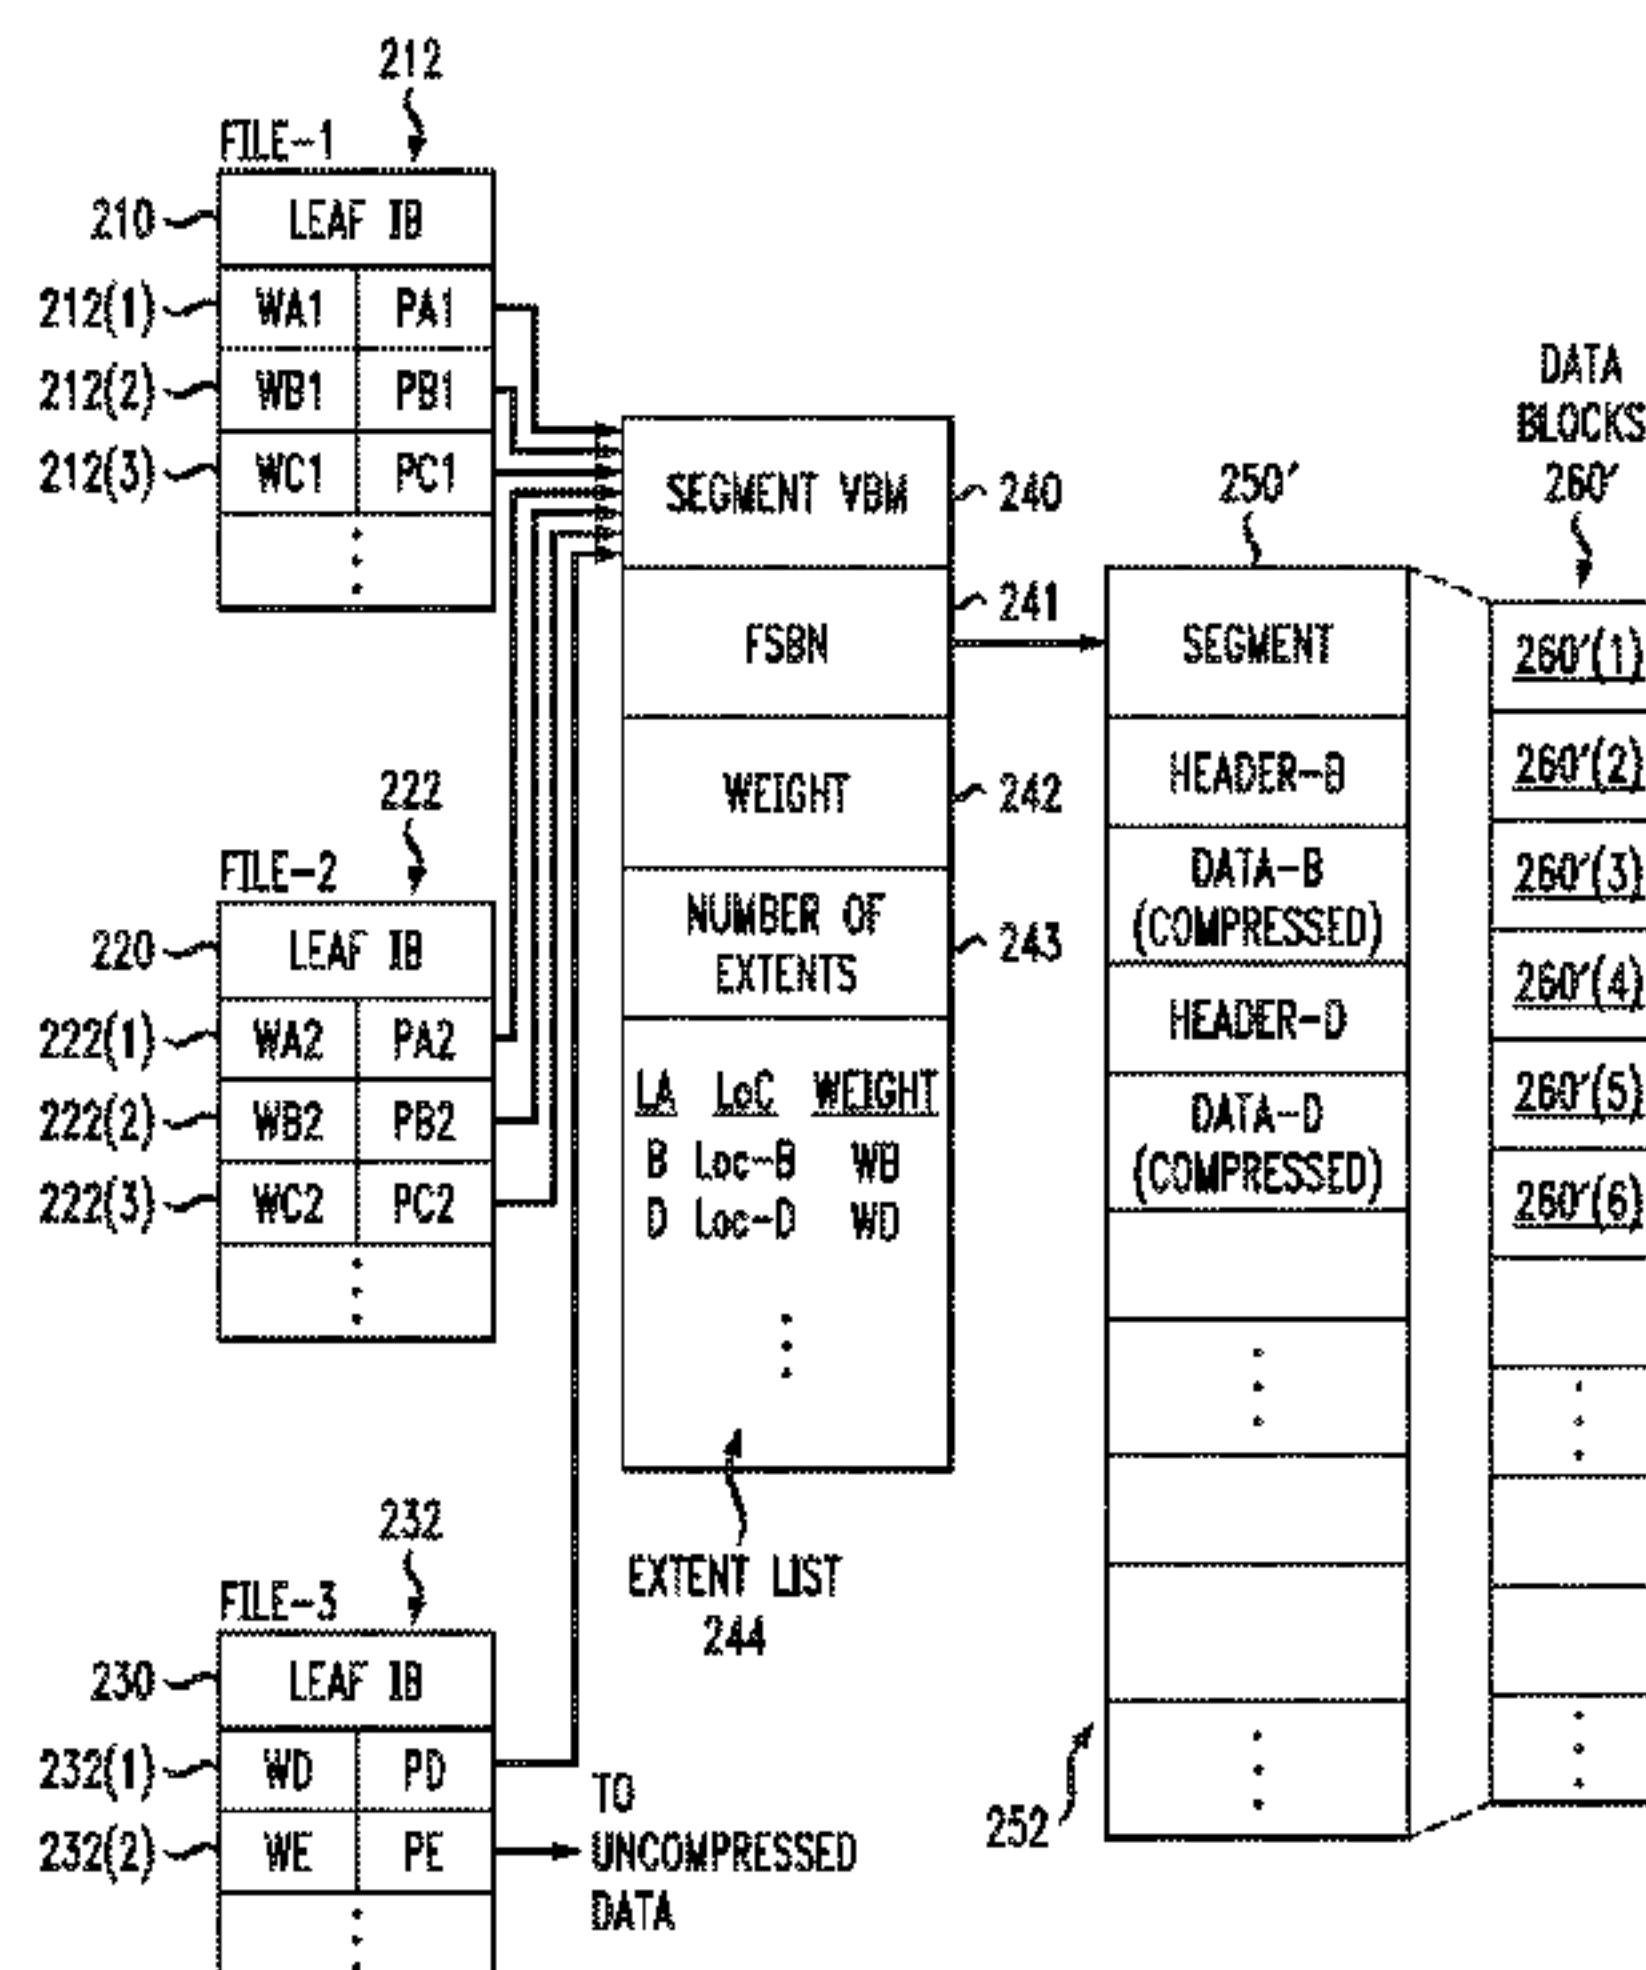 212
FILE-1
210 LEAF IB
212(1) WA1 PA1
212(2) WB1 PB1
212(3) WC1 PC1
222
FILE-2
220 LEAF IB
222(1) WA2 PA2
222(2) WB2 PB2
222(3) WC2 PC2
232
FILE-3
230 LEAF IB
232(1) WD PD
232(2) WE PE
TO
UNCOMPRESSED
DATA
SEGMENT VBM 240
FSBN 241
WEIGHT 242
NUMBER OF
EXTENTS
243
LA LoC WEIGHT
B Loc-B WB
D Loc-D WD
EXTENT LIST
244
250'
SEGMENT
HEADER-B
DATA-B
(COMPRESSED)
HEADER-D
DATA-D
(COMPRESSED)
252
DATA
BLOCKS
260'
260'(1)
260'(2)
260'(3)
260'(4)
260'(5)
260'(6)